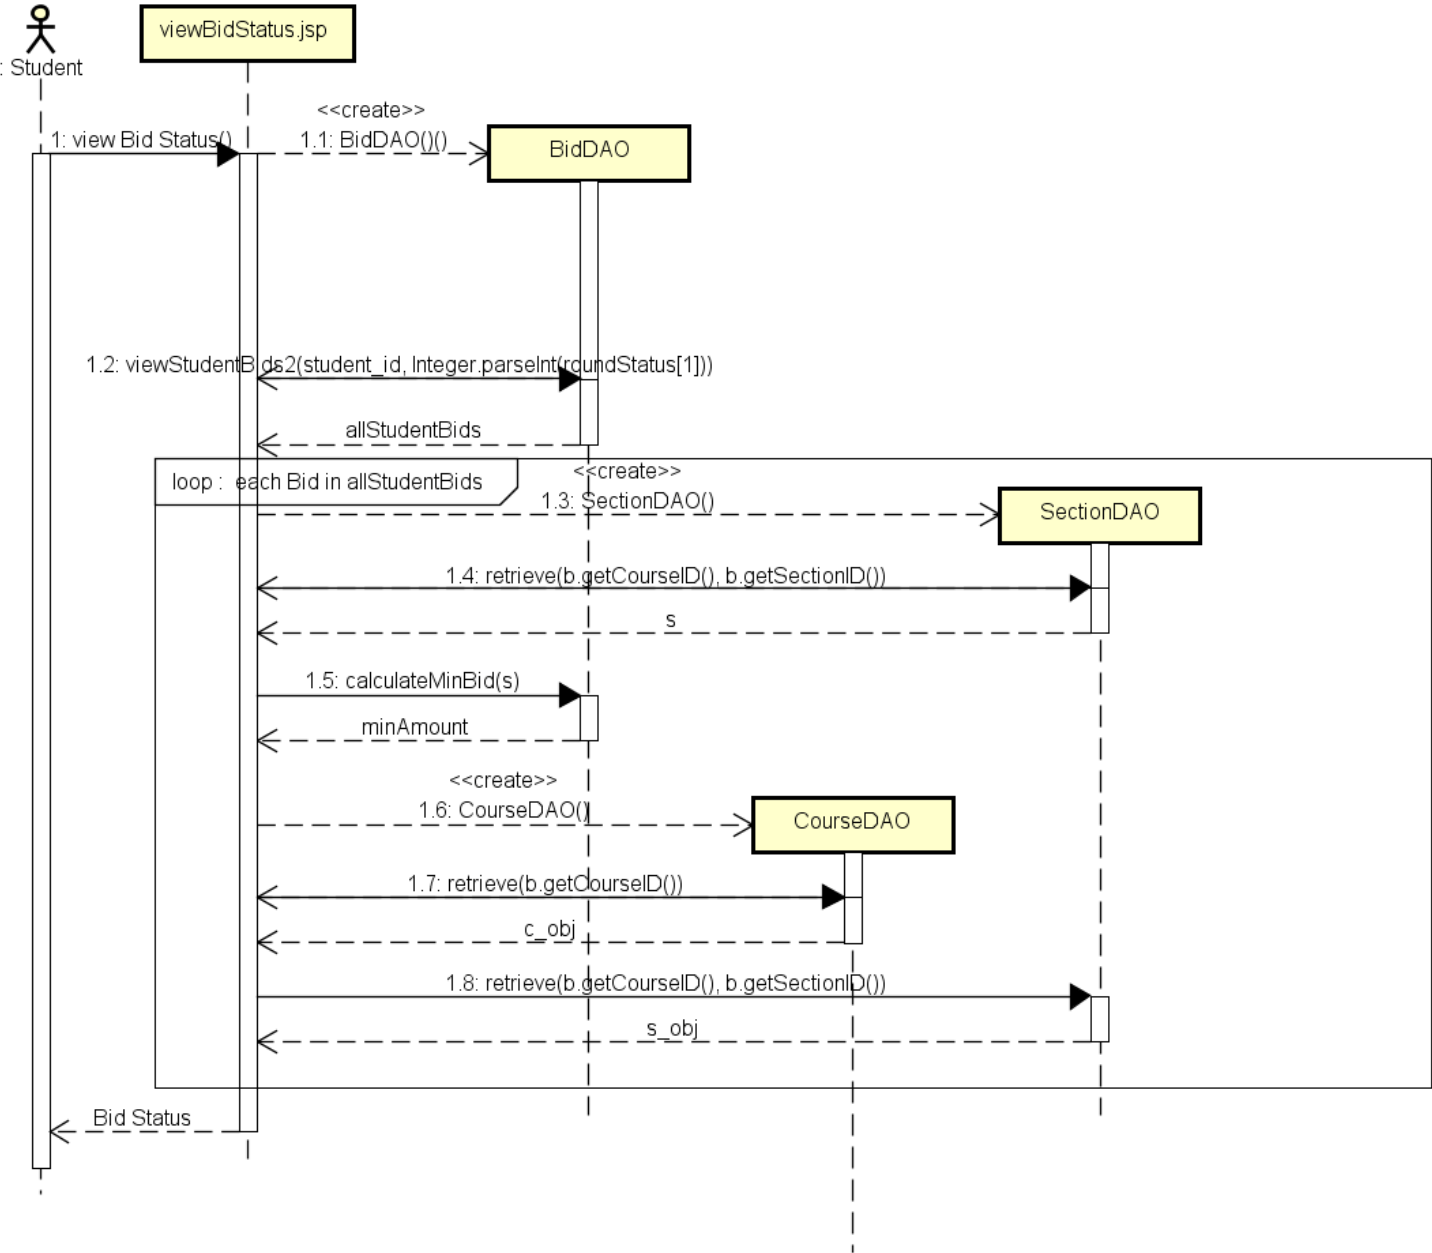 viewBidStatus.jsp
: Student
<<create>>
1: view Bid Status()
1.1: BidDAO()()
BidDAO
1.2: viewStudentBids2(student_id, Integer.parseInt(roundStatus[1]))
allStudentBids
loop : each Bid in allStudentBids
<<create>>
1.3: SectionDAO()
SectionDAO
1.4: retrieve(b.getCourseID(), b.getSectionID())
s
1.5: calculateMinBid(s)
minAmount
<<create>>
1.6: CourseDAO()
CourseDAO
1.7: retrieve(b.getCourseID())
c_obj
1.8: retrieve(b.getCourseID(), b.getSectionID())
s_obj
Bid Status